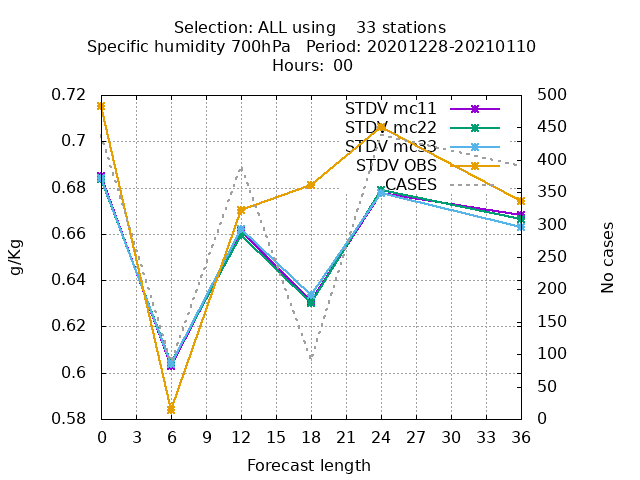 Selection: ALL using    33 stations
Specific humidity 700hPa   Period: 20201228-20210110
Hours:  00
0.72
0.7
0.68
0.66
0.64
0.62
0.6
0.58
g/Kg
500
450
400
350
300
250
200
150
100
50
0
No cases
STDV mc11
STDV mc22
STDV mc33
STDV OBS
CASES
0 3 6 9 12 15 18 21 24 27 30 33 36
Forecast length